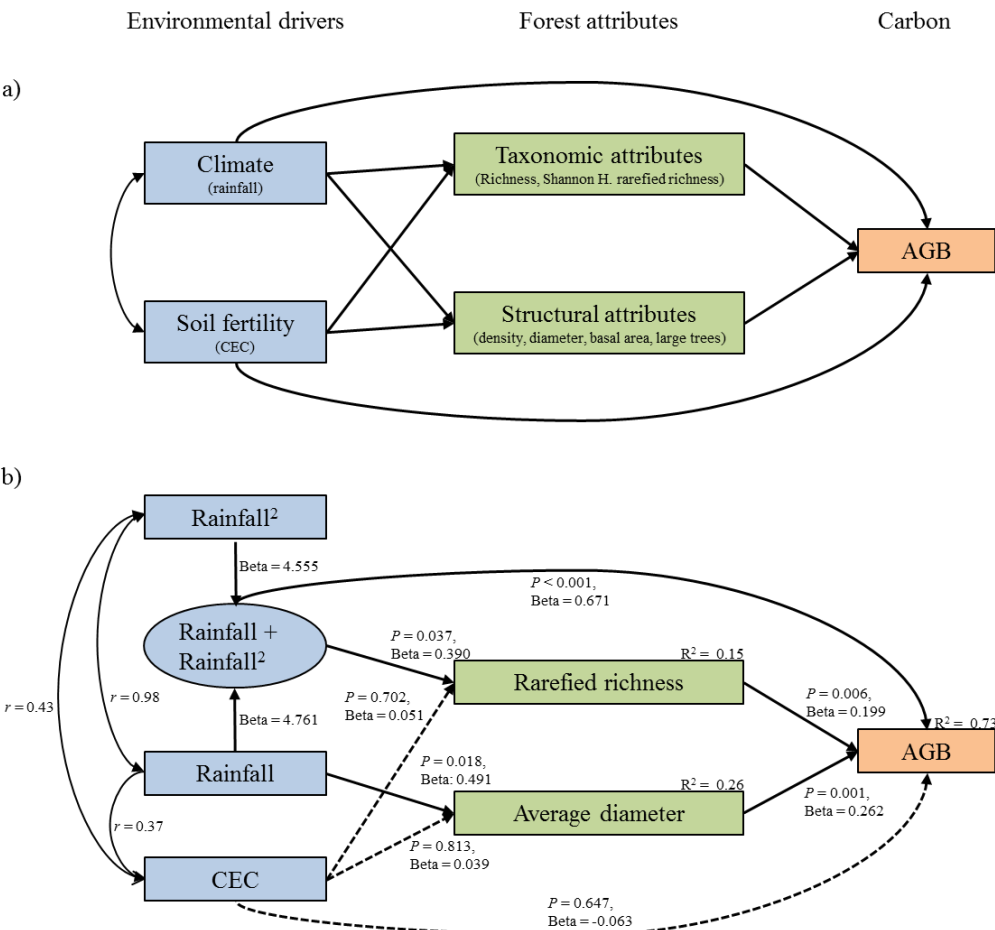 Environmental drivers
Forest attributes
Carbon
a)
Climate
(rainfall)
Taxonomic attributes
(Richness, Shannon H. rarefied richness)
AGB
Soil fertility
(CEC)
Structural attributes
(density, diameter, basal area, large trees)
b)
Rainfall²
Beta = 4.555
P < 0.001,
Beta = 0.671
Rainfall +
Rainfall²
P = 0.037,
Beta = 0.390
R² = 0.15
Rarefied richness
r = 0.43
r = 0.98
P = 0.702,
Beta = 0.051
P = 0.006,
Beta = 0.199
Beta = 4.761
R² = 0.73
AGB
Rainfall
P = 0.018,
Beta: 0.491
R² = 0.26
Average diameter
P = 0.001,
Beta = 0.262
r = 0.37
P = 0.813,
Beta = 0.039
CEC
P = 0.647,
Beta = -0.063